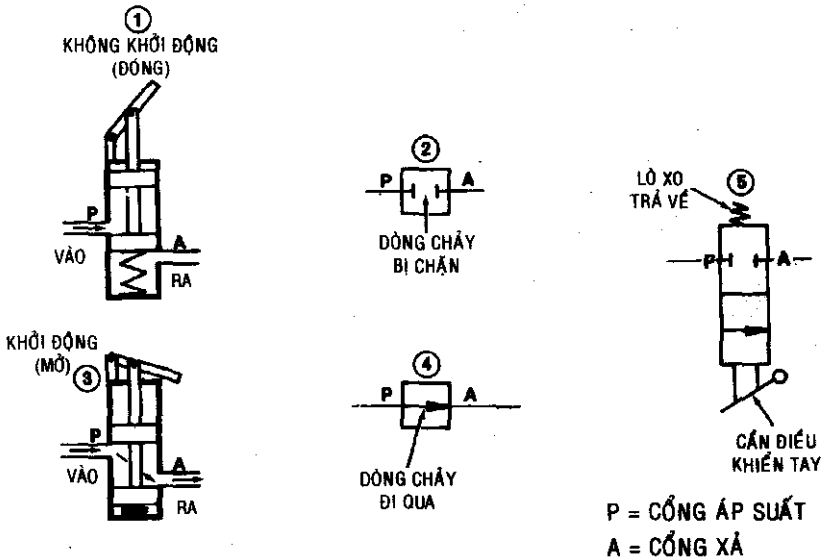 1
KHÔNG KHỞI ĐỘNG
(ĐÓNG)
P
VÀO
A
RA
2
P
A
DÒNG CHẢY
BỊ CHẶN
LÒ XO
TRẢ VỀ
5
P
A
KHỞI ĐỘNG
(MỞ)
3
P
VÀO
A
RA
4
P
A
DÒNG CHẢY
ĐI QUA
CẦN ĐIỀU
KHIỂN TAY
P = CỔNG ÁP SUẤT
A = CỔNG XẢ